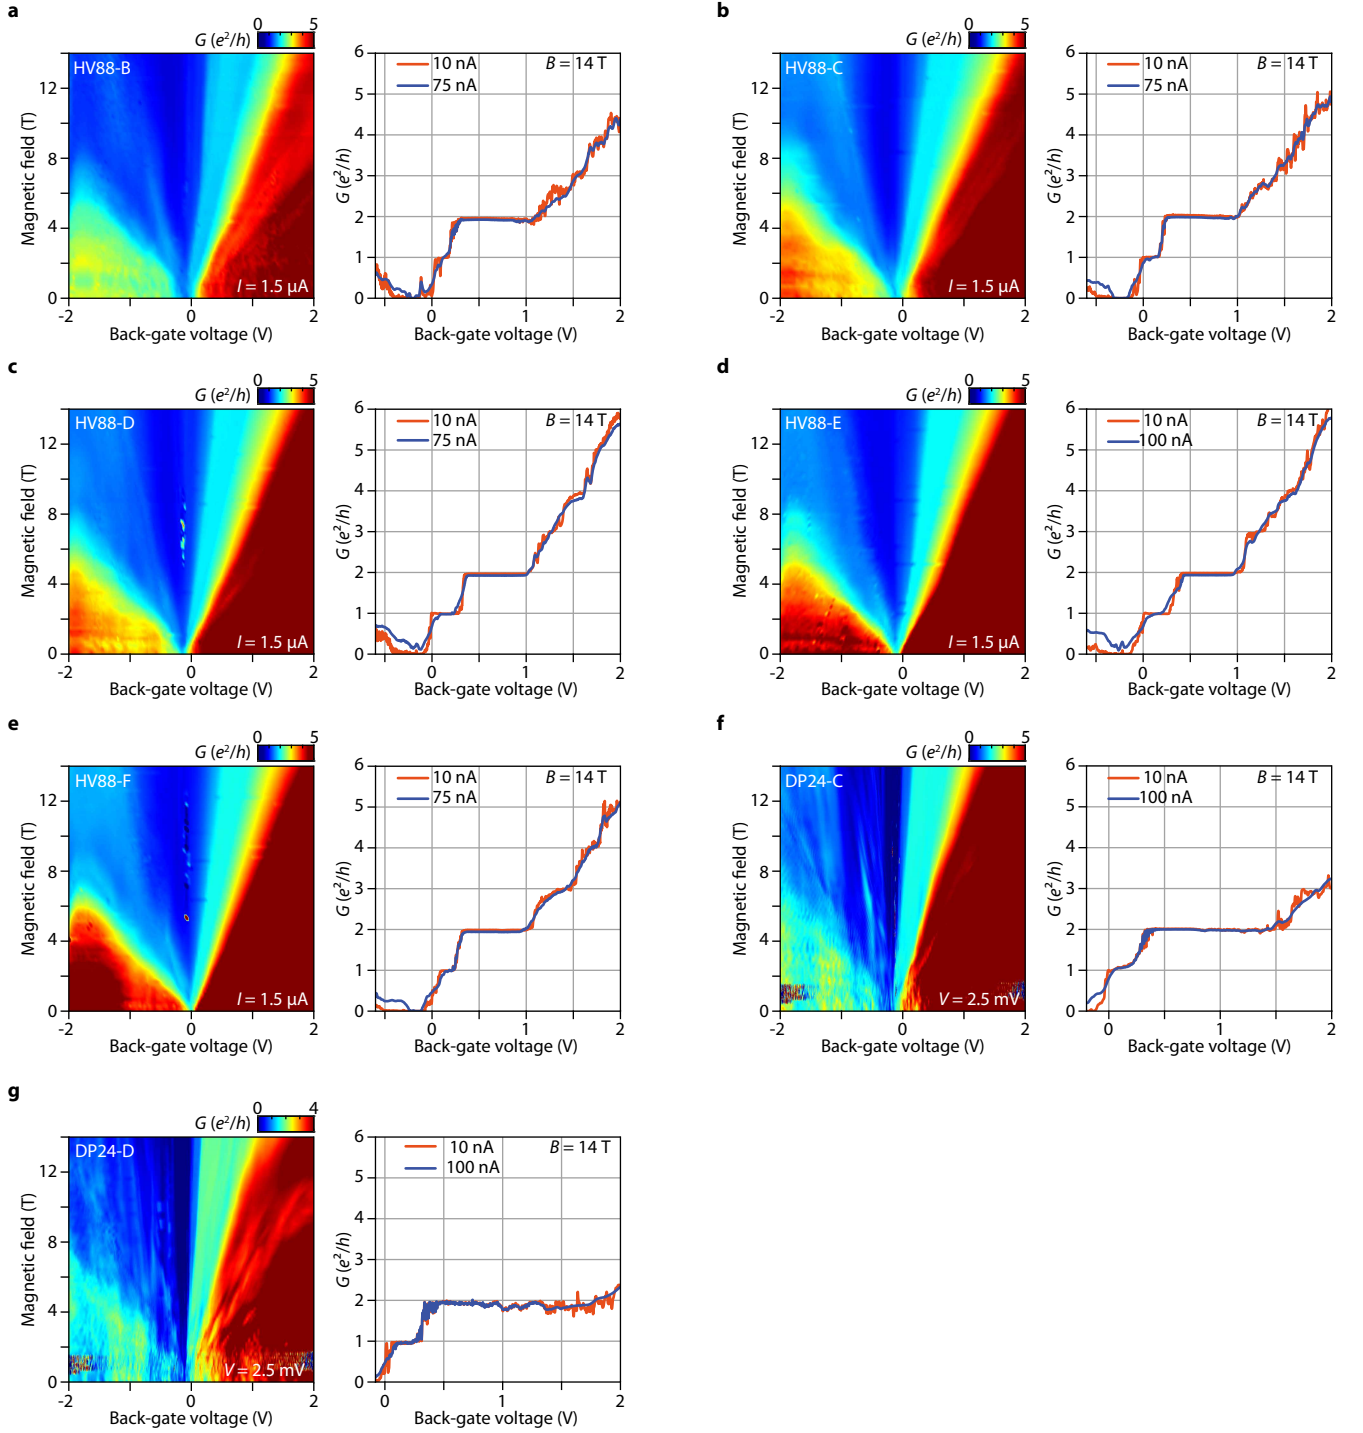 a
0 5
G (e²/h)
HV88-B
I = 1.5 µA
Magnetic field (T)
12
8
4
0
-2 0 2
Back-gate voltage (V)
10 nA
75 nA
B = 14 T
G (e²/h)
6
5
4
3
2
1
0
0 1 2
Back-gate voltage (V)
b
0 5
G (e²/h)
HV88-C
I = 1.5 µA
Magnetic field (T)
12
8
4
0
-2 0 2
Back-gate voltage (V)
10 nA
75 nA
B = 14 T
G (e²/h)
6
5
4
3
2
1
0
0 1 2
Back-gate voltage (V)
c
0 5
G (e²/h)
HV88-D
I = 1.5 µA
Magnetic field (T)
12
8
4
0
-2 0 2
Back-gate voltage (V)
10 nA
75 nA
B = 14 T
G (e²/h)
6
5
4
3
2
1
0
0 1 2
Back-gate voltage (V)
d
0 5
G (e²/h)
HV88-E
I = 1.5 µA
Magnetic field (T)
12
8
4
0
-2 0 2
Back-gate voltage (V)
10 nA
100 nA
B = 14 T
G (e²/h)
6
5
4
3
2
1
0
0 1 2
Back-gate voltage (V)
e
0 5
G (e²/h)
HV88-F
I = 1.5 µA
Magnetic field (T)
12
8
4
0
-2 0 2
Back-gate voltage (V)
10 nA
75 nA
B = 14 T
G (e²/h)
6
5
4
3
2
1
0
0 1 2
Back-gate voltage (V)
f
0 5
G (e²/h)
DP24-C
V = 2.5 mV
Magnetic field (T)
12
8
4
0
-2 0 2
Back-gate voltage (V)
10 nA
100 nA
B = 14 T
G (e²/h)
6
5
4
3
2
1
0
0 1 2
Back-gate voltage (V)
g
0 4
G (e²/h)
DP24-D
V = 2.5 mV
Magnetic field (T)
12
8
4
0
-2 0 2
Back-gate voltage (V)
10 nA
100 nA
B = 14 T
G (e²/h)
6
5
4
3
2
1
0
0 1 2
Back-gate voltage (V)